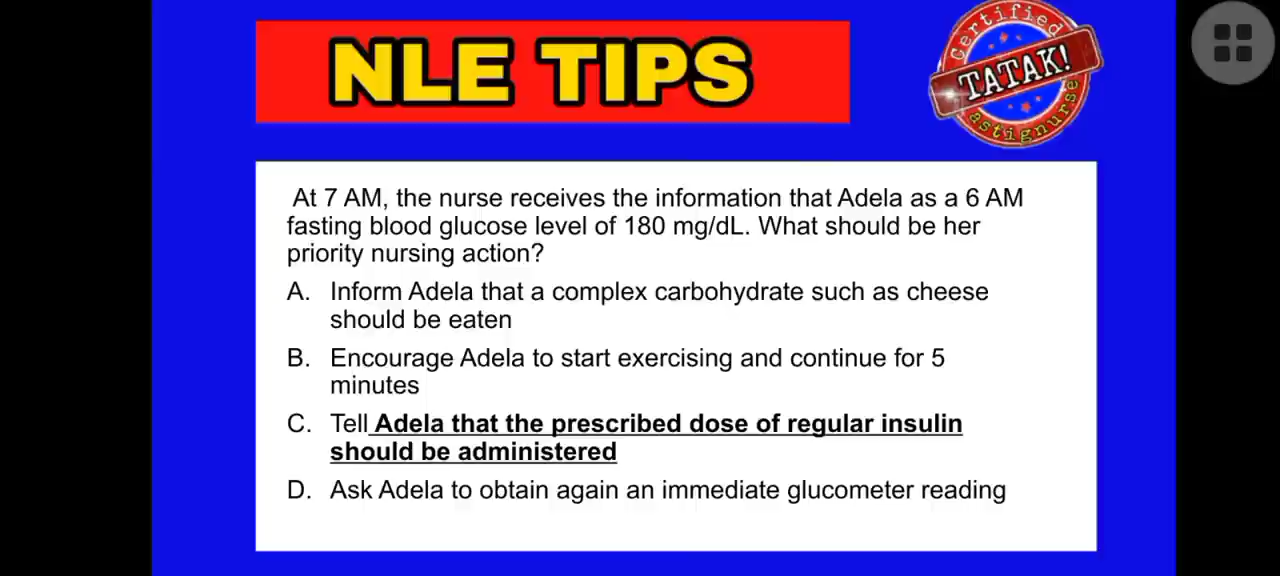 NLE TIPS
Certified
TATAK!
astignurse
At 7 AM, the nurse receives the information that Adela as a 6 AM
fasting blood glucose level of 180 mg/dL. What should be her
priority nursing action?
A. Inform Adela that a complex carbohydrate such as cheese
should be eaten
B. Encourage Adela to start exercising and continue for 5
minutes
C. Tell Adela that the prescribed dose of regular insulin
should be administered
D. Ask Adela to obtain again an immediate glucometer reading